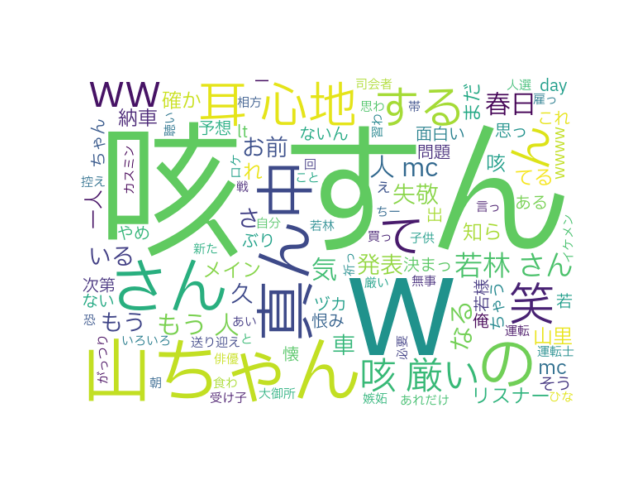 ww
確か
耳
心地
する
まだ
春日
人選
雇っ
day
司会者
思わ
帯
習わ
これ
納車
相方
聴い
予想
lt
ないん
面白い
思っ
ん
wwwww
ちゃん
お前
問題
てる
カスミン
咳
すん
ロケ
れ
人
mc
咳
ある
一人
控え
戦
回
こと
え
失敬
出
イケメン
やめ
さ
真ん中
ちー
て
言っ
いる
さん
自分
若林
買っ
子供
知ら
メイン
ぶり
気
発表
決まっ
若林
さん
次第
ない
久
ヅカ
祈っ
厳い
無事
俺
若様
ちゃう
若
恐
もう
もう
人
あい
恨み
w
笑
なる
運転
山里
がっつり
いろいろ
送り迎え
と
車
の
必要
運転士
山ちゃん
俳優
懐
咳
厳い
mc
そう
朝
食わ
受け子
大御所
嫉妬
あれだけ
リスナー
ひな